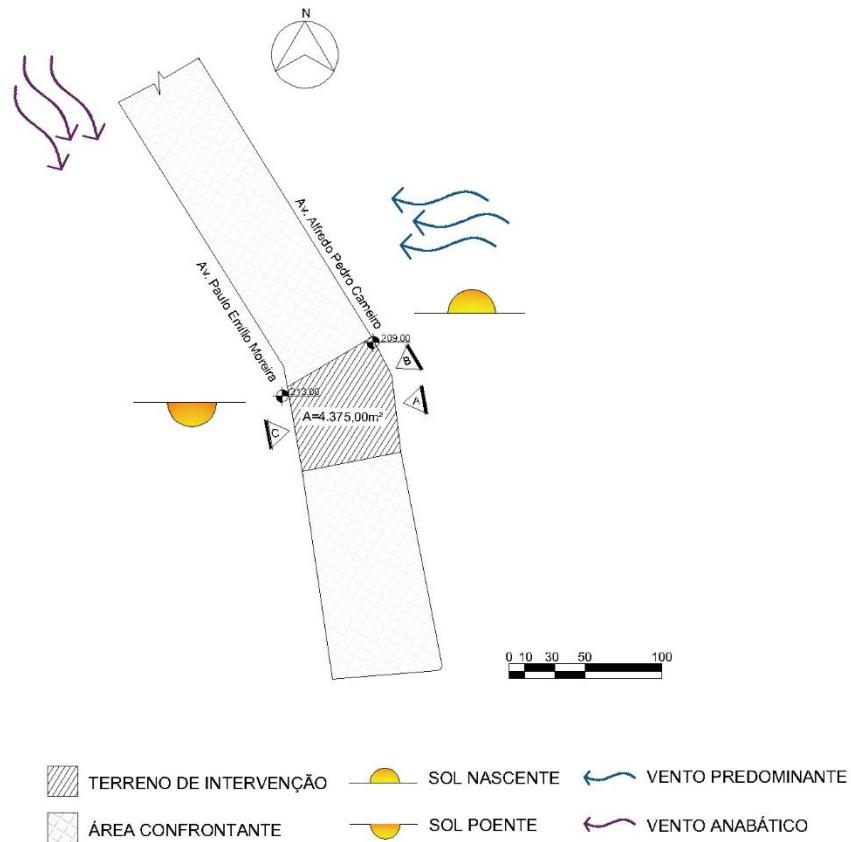 N
Av. Alfredo Pedro Carneiro
Av. Paulo Emilio Moreira
209.00
B
213.00
A
A=4.375,00m²
C
0 10 30 50 100
TERRENO DE INTERVENÇÃO
SOL NASCENTE
VENTO PREDOMINANTE
ÁREA CONFRONTANTE
SOL POENTE
VENTO ANABÁTICO